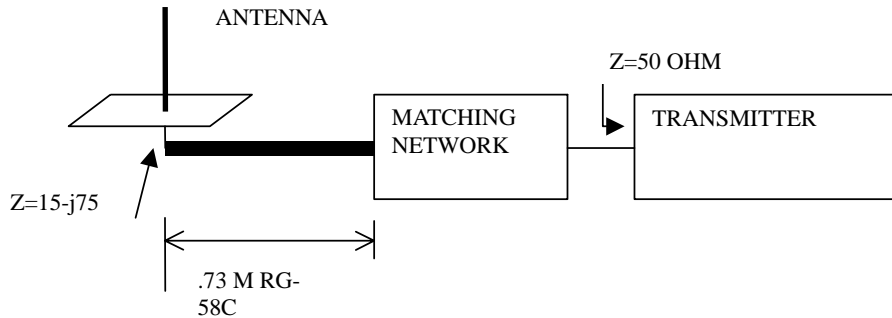 ANTENNA
Z=50 OHM
MATCHING
NETWORK
TRANSMITTER
Z=15-j75
.73 M RG-
58C